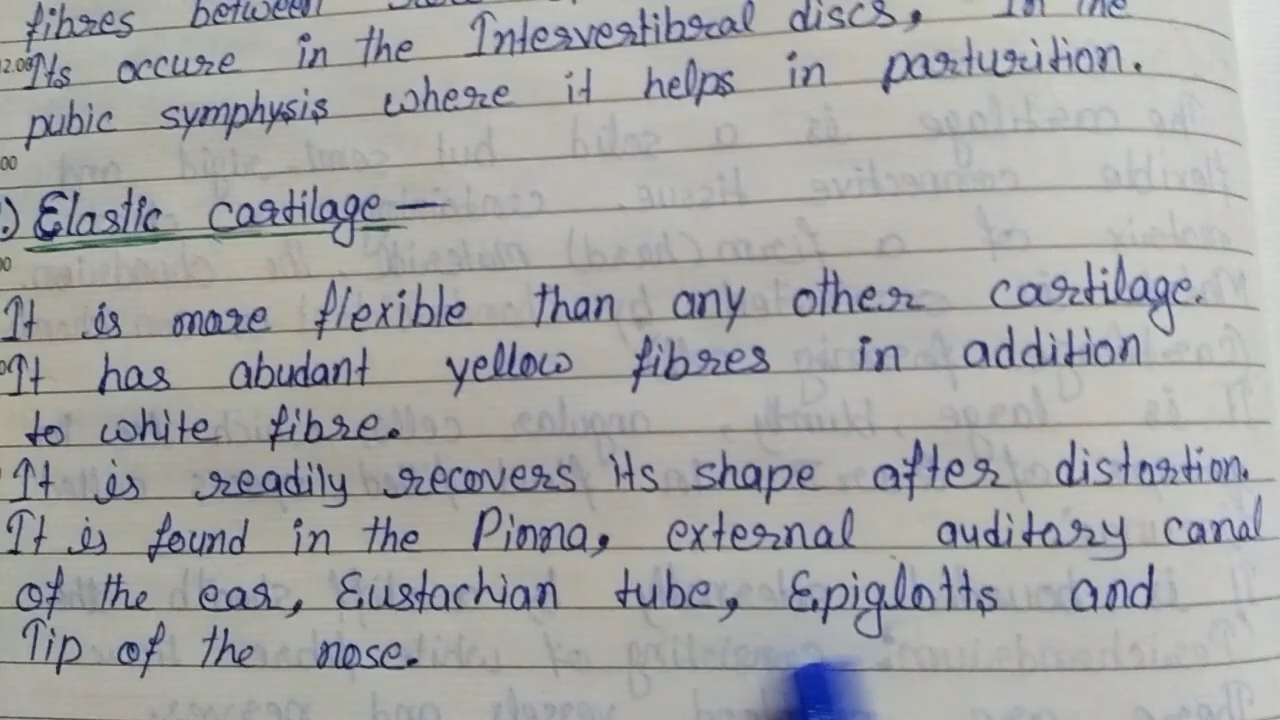 fibres between
Its occure in the Intervertibral discs, In the
pubic symphysis where it helps in parturition.
Elastic cartilage —
It is more flexible than any other cartilage.
It has abudant yellow fibres in addition
to white fibre.
It is readily recovers its shape after distortion.
It is found in the Pinna, external auditary canal
of the ear, Eustachian tube, Epiglotts and
Tip of the nose.